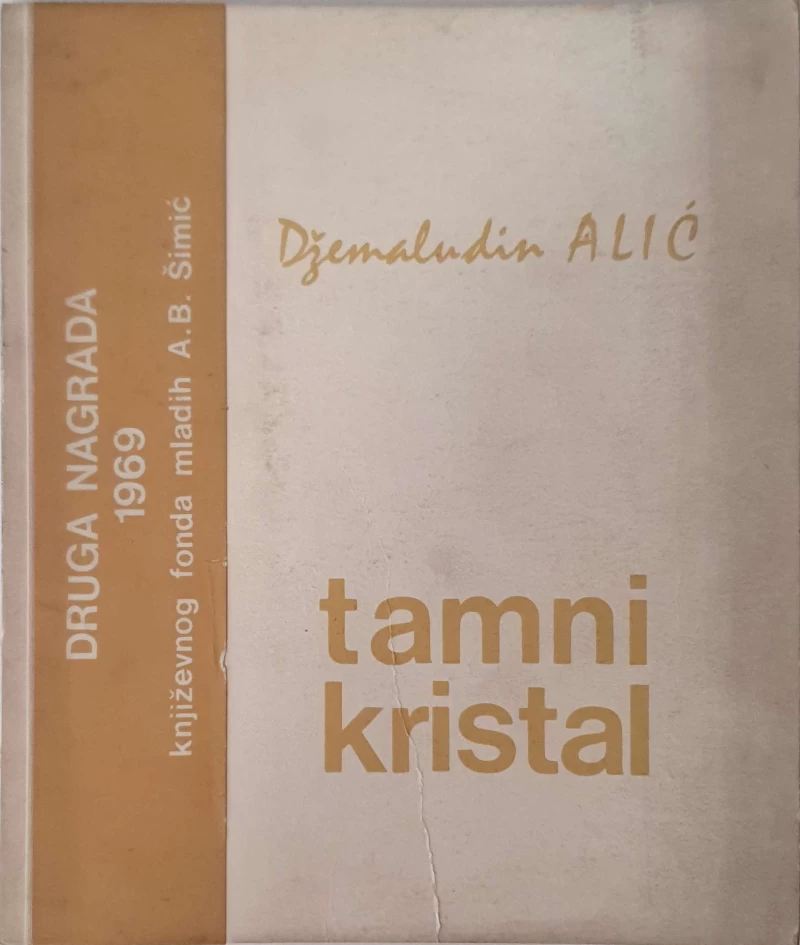 DRUGA NAGRADA
1969
književnog fonda mladih A.B. Šimić
Džemaludin ALIĆ
tamni
kristal